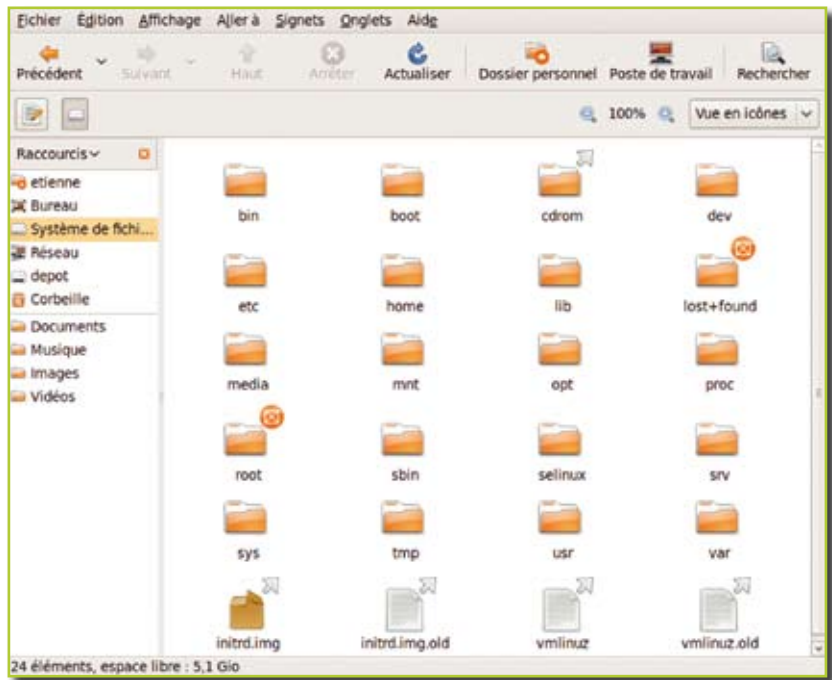 Fichier Édition Affichage Aller à Signets Onglets Aide
Précédent Suivant Haut Arrêter Actualiser Dossier personnel Poste de travail Rechercher
100% Vue en icônes
Raccourcis
etienne
Bureau
Système de fichi...
Réseau
depot
Corbeille
Documents
Musique
Images
Vidéos
bin boot cdrom dev
etc home lib lost+found
media mnt opt proc
root sbin selinux srv
sys tmp usr var
initrd.img initrd.img.old vmlinuz vmlinuz.old
24 éléments, espace libre : 5,1 Gio